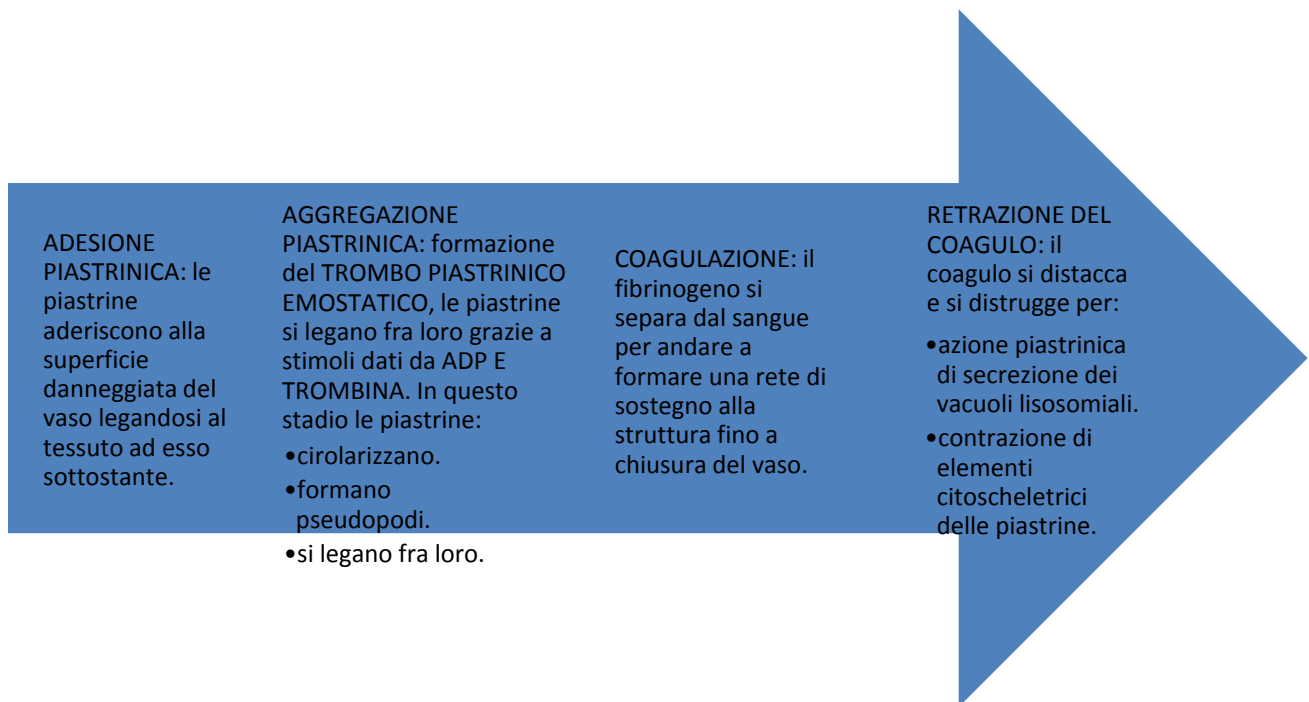 ADESIONE
PIASTRINICA: le
piastrine
aderiscono alla
superficie
danneggiata del
vaso legandosi al
tessuto ad esso
sottostante.
AGGREGAZIONE
PIASTRINICA: formazione
del TROMBO PIASTRINICO
EMOSTATICO, le piastrine
si legano fra loro grazie a
stimoli dati da ADP E
TROMBINA. In questo
stadio le piastrine:
•cirolarizzano.
•formano
pseudopodi.
•si legano fra loro.
COAGULAZIONE: il
fibrinogeno si
separa dal sangue
per andare a
formare una rete di
sostegno alla
struttura fino a
chiusura del vaso.
RETRAZIONE DEL
COAGULO: il
coagulo si distacca
e si distrugge per:
•azione piastrinica
di secrezione dei
vacuoli lisosomiali.
•contrazione di
elementi
citoscheletrici
delle piastrine.